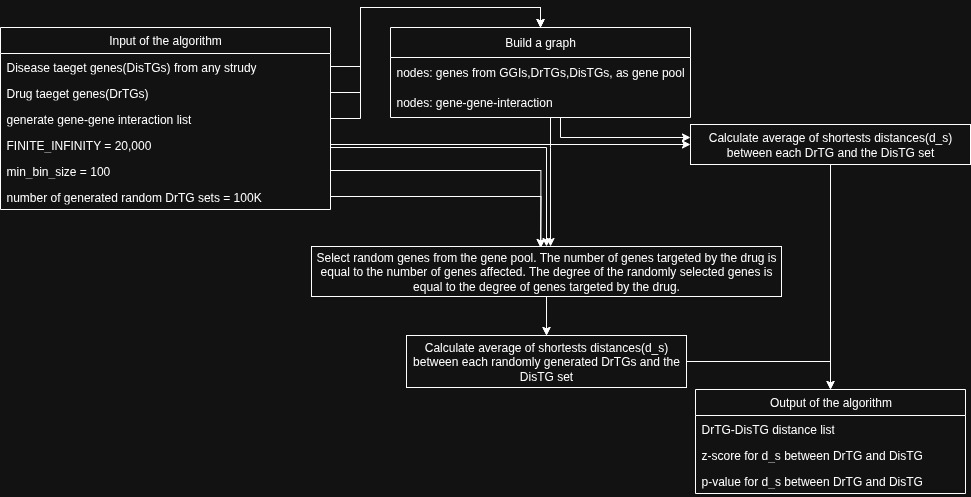 Input of the algorithm
Disease taeget genes(DisTGs) from any strudy
Drug taeget genes(DrTGs)
generate gene-gene interaction list
FINITE_INFINITY = 20,000
min_bin_size = 100
number of generated random DrTG sets = 100K
Build a graph
nodes: genes from GGIs,DrTGs,DisTGs, as gene pool
nodes: gene-gene-interaction
Calculate average of shortests distances(d_s)
between each DrTG and the DisTG set
Select random genes from the gene pool. The number of genes targeted by the drug is
equal to the number of genes affected. The degree of the randomly selected genes is
equal to the degree of genes targeted by the drug.
Calculate average of shortests distances(d_s)
between each randomly generated DrTGs and the
DisTG set
Output of the algorithm
DrTG-DisTG distance list
z-score for d_s between DrTG and DisTG
p-value for d_s between DrTG and DisTG